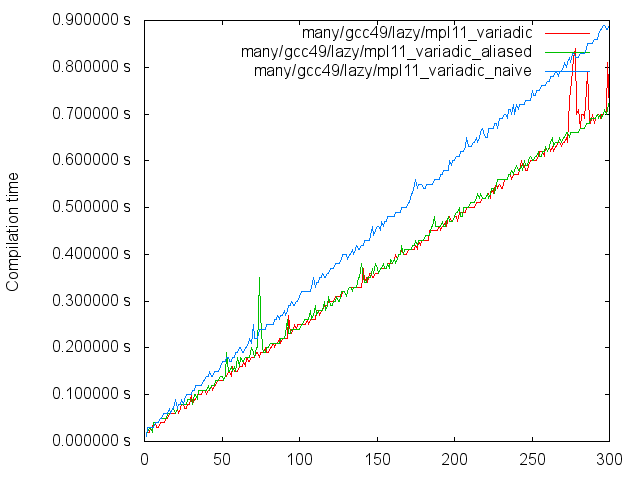 0.900000 s
many/gcc49/lazy/mpl11_variadic
many/gcc49/lazy/mpl11_variadic_aliased
0.800000 s
many/gcc49/lazy/mpl11_variadic_naive
0.700000 s
0.600000 s
0.500000 s
Compilation time
0.400000 s
0.300000 s
0.200000 s
0.100000 s
0.000000 s
0 50 100 150 200 250 300